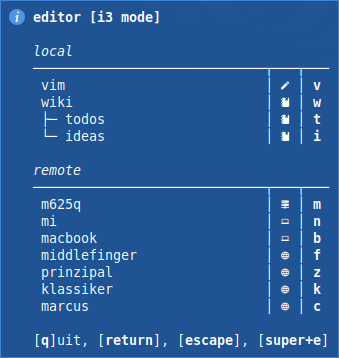 editor [i3 mode]
local
vim v
wiki w
├─ todos t
└─ ideas i
remote
m625q m
mi n
macbook b
middlefinger f
prinzipal z
klassiker k
marcus c
[q]uit, [return], [escape], [super+e]